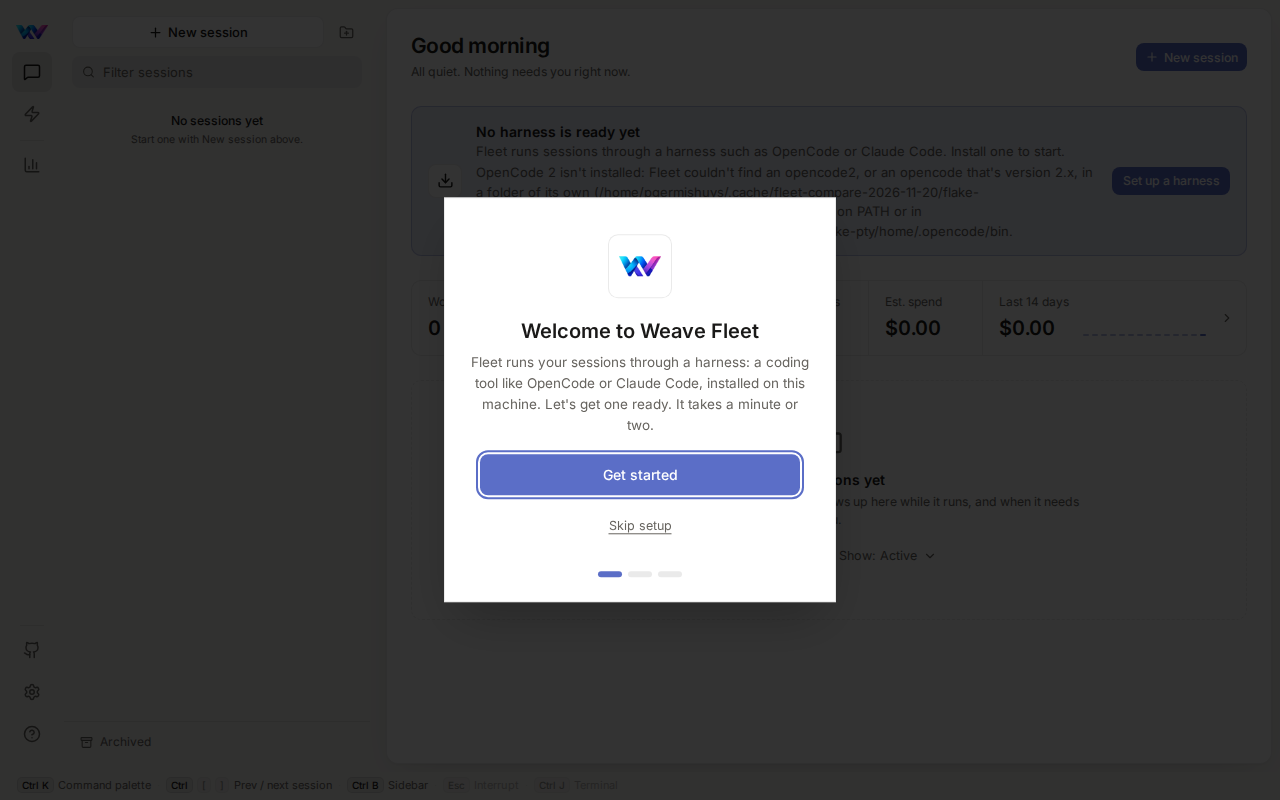 New session
Filter sessions
No sessions yet
Start one with New session above.
Archived
Good morning
All quiet. Nothing needs you right now.
New session
No harness is ready yet
Fleet runs sessions through a harness such as OpenCode or Claude Code. Install one to start.
OpenCode 2 isn't installed: Fleet couldn't find an opencode2, or an opencode that's version 2.x, in
a folder of its own (/home/pgermishuys/.cache/fleet-compare-2026-11-20/flake-
on PATH or in
ke-pty/home/.opencode/bin.
Set up a harness
Est. spend
$0.00
Last 14 days
$0.00
0
Welcome to Weave Fleet
Fleet runs your sessions through a harness: a coding
tool like OpenCode or Claude Code, installed on this
machine. Let's get one ready. It takes a minute or
two.
Get started
Skip setup
ons yet
ws up here while it runs, and when it needs
Show: Active
Ctrl K Command palette Ctrl [ ] Prev / next session Ctrl B Sidebar Esc Interrupt Ctrl J Terminal